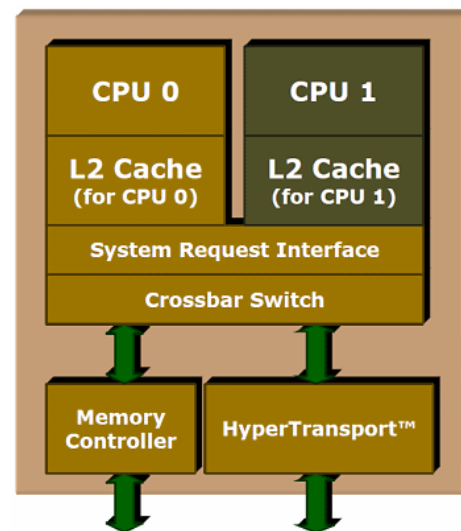 CPU 0
CPU 1
L2 Cache
(for CPU 0)
L2 Cache
(for CPU 1)
System Request Interface
Crossbar Switch
Memory
Controller
HyperTransport™